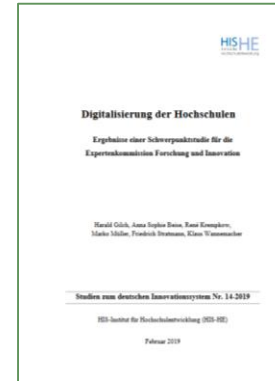 HISHE
Digitalisierung der Hochschulen
Ergebnisse einer Schwerpunktstudie für die
Expertenkommission Forschung und Innovation
Harald Gilch, Anna Sophie Beise, René Krempkow,
Marko Müller, Friedrich Stratmann, Klaus Wannemacher
Studien zum deutschen Innovationssystem Nr. 14-2019
HIS-Institut für Hochschulentwicklung (HIS-HE)
Februar 2019